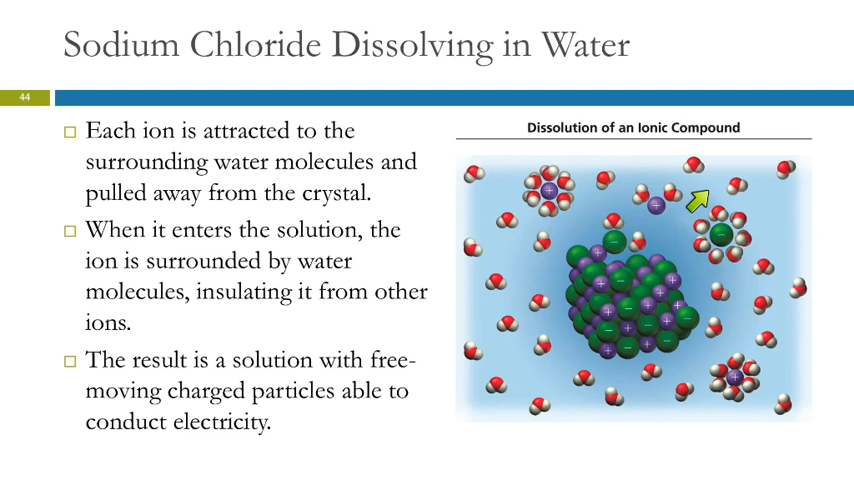 Sodium Chloride Dissolving in Water
44
Each ion is attracted to the
surrounding water molecules and
pulled away from the crystal.
When it enters the solution, the
ion is surrounded by water
molecules, insulating it from other
ions.
The result is a solution with free-
moving charged particles able to
conduct electricity.
Dissolution of an Ionic Compound